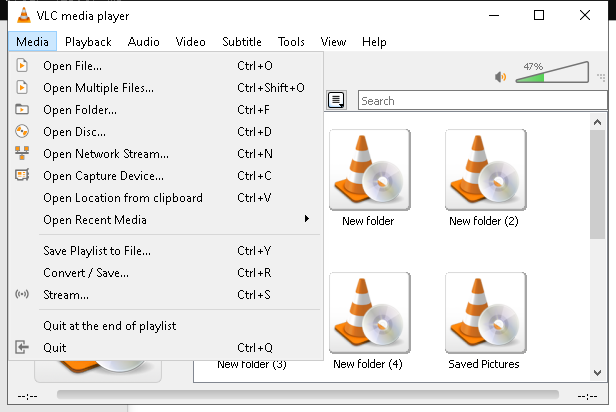 VLC media player
Media Playback Audio Video Subtitle Tools View Help
Open File... Ctrl+O
Open Multiple Files... Ctrl+Shift+O
Open Folder... Ctrl+F
Open Disc... Ctrl+D
Open Network Stream... Ctrl+N
Open Capture Device... Ctrl+C
Open Location from clipboard Ctrl+V
Open Recent Media
Save Playlist to File... Ctrl+Y
Convert / Save... Ctrl+R
Stream... Ctrl+S
Quit at the end of playlist
Quit Ctrl+Q
47%
Search
New folder New folder (2)
New folder (3) New folder (4) Saved Pictures
--:-- --:--